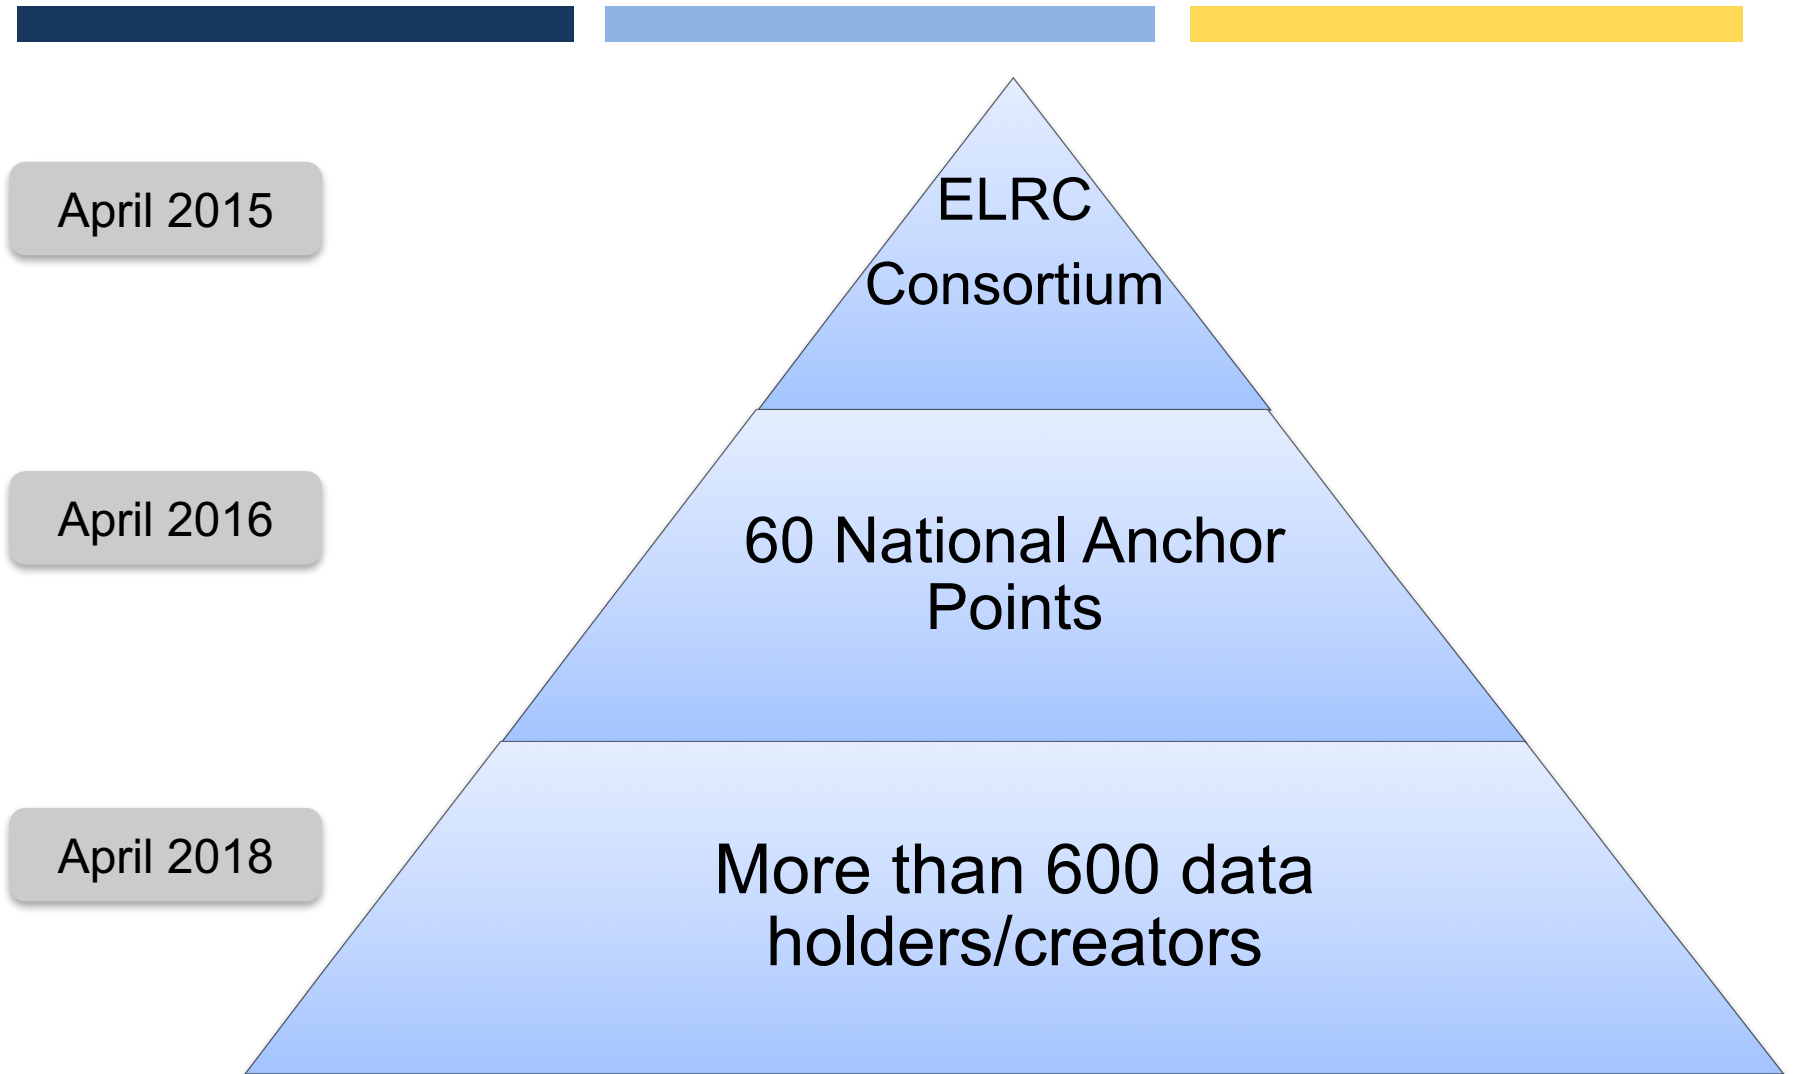 April 2015
ELRC
Consortium
April 2016
60 National Anchor
Points
April 2018
More than 600 data
holders/creators